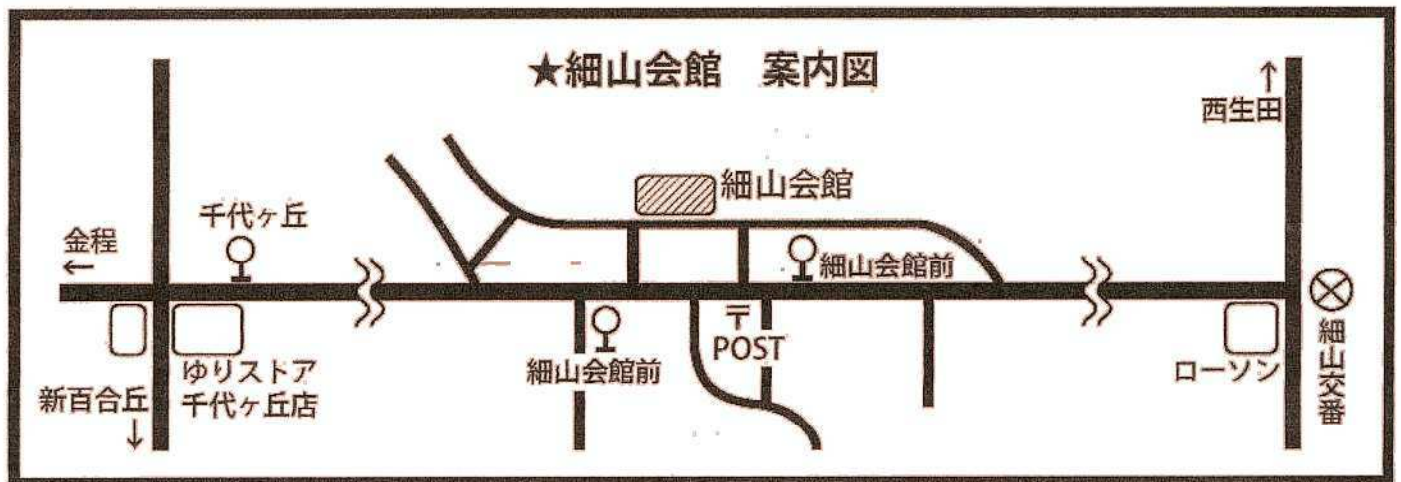 ★細山会館　案内図
西生田
細山会館
千代ヶ丘
金程
細山会館前
〒
POST
細山会館前
ゆりストア
千代ヶ丘店
新百合丘
ローソン
細山交番